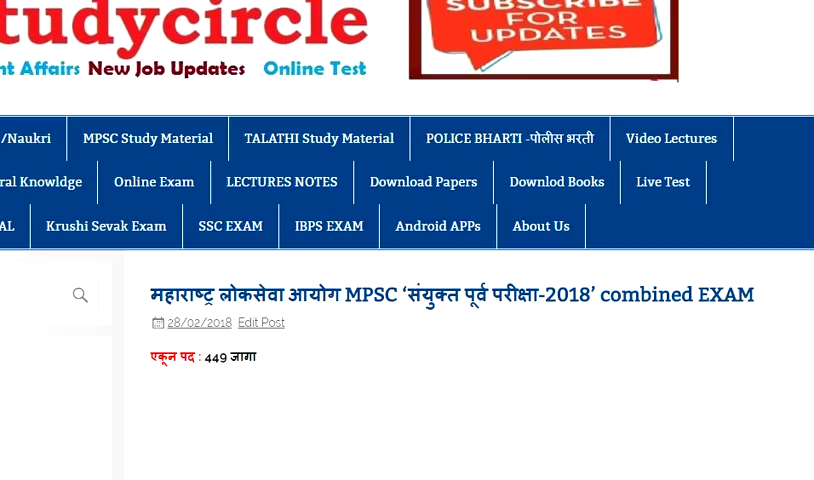 tudycircle
SUBSCRIBE
FOR
UPDATES
nt Affairs New Job Updates Online Test
/Naukri MPSC Study Material TALATHI Study Material POLICE BHARTI -पोलीस भरती Video Lectures
ral Knowldge Online Exam LECTURES NOTES Download Papers Downlod Books Live Test
AL Krushi Sevak Exam SSC EXAM IBPS EXAM Android APPs About Us
महाराष्ट्र लोकसेवा आयोग MPSC ‘संयुक्त पूर्व परीक्षा-2018’ combined EXAM
28/02/2018 Edit Post
एकून पद : 449 जागा